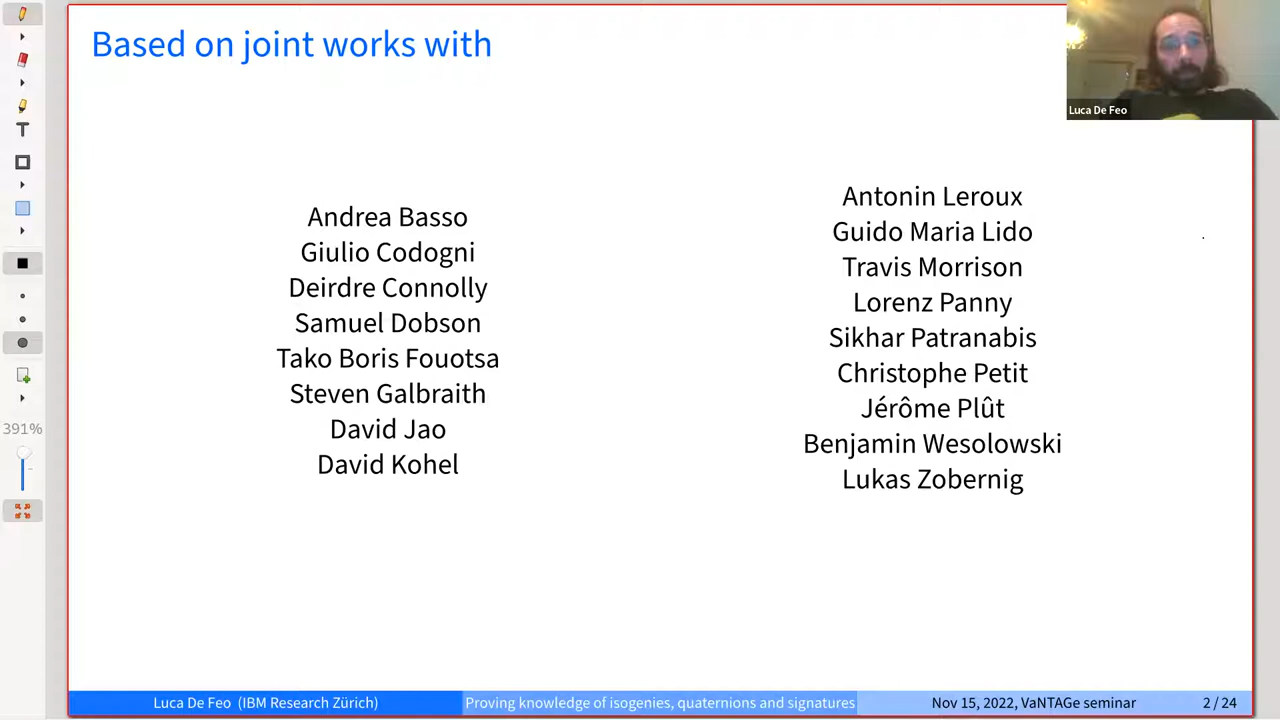 Based on joint works with
Luca De Feo
Andrea Basso
Giulio Codogni
Deirdre Connolly
Samuel Dobson
Tako Boris Fouotsa
Steven Galbraith
David Jao
David Kohel
Antonin Leroux
Guido Maria Lido
Travis Morrison
Lorenz Panny
Sikhar Patranabis
Christophe Petit
Jérôme Plût
Benjamin Wesolowski
Lukas Zobernig
391%
Luca De Feo (IBM Research Zürich)
Proving knowledge of isogenies, quaternions and signatures
Nov 15, 2022, VaNTAGe seminar
2 / 24